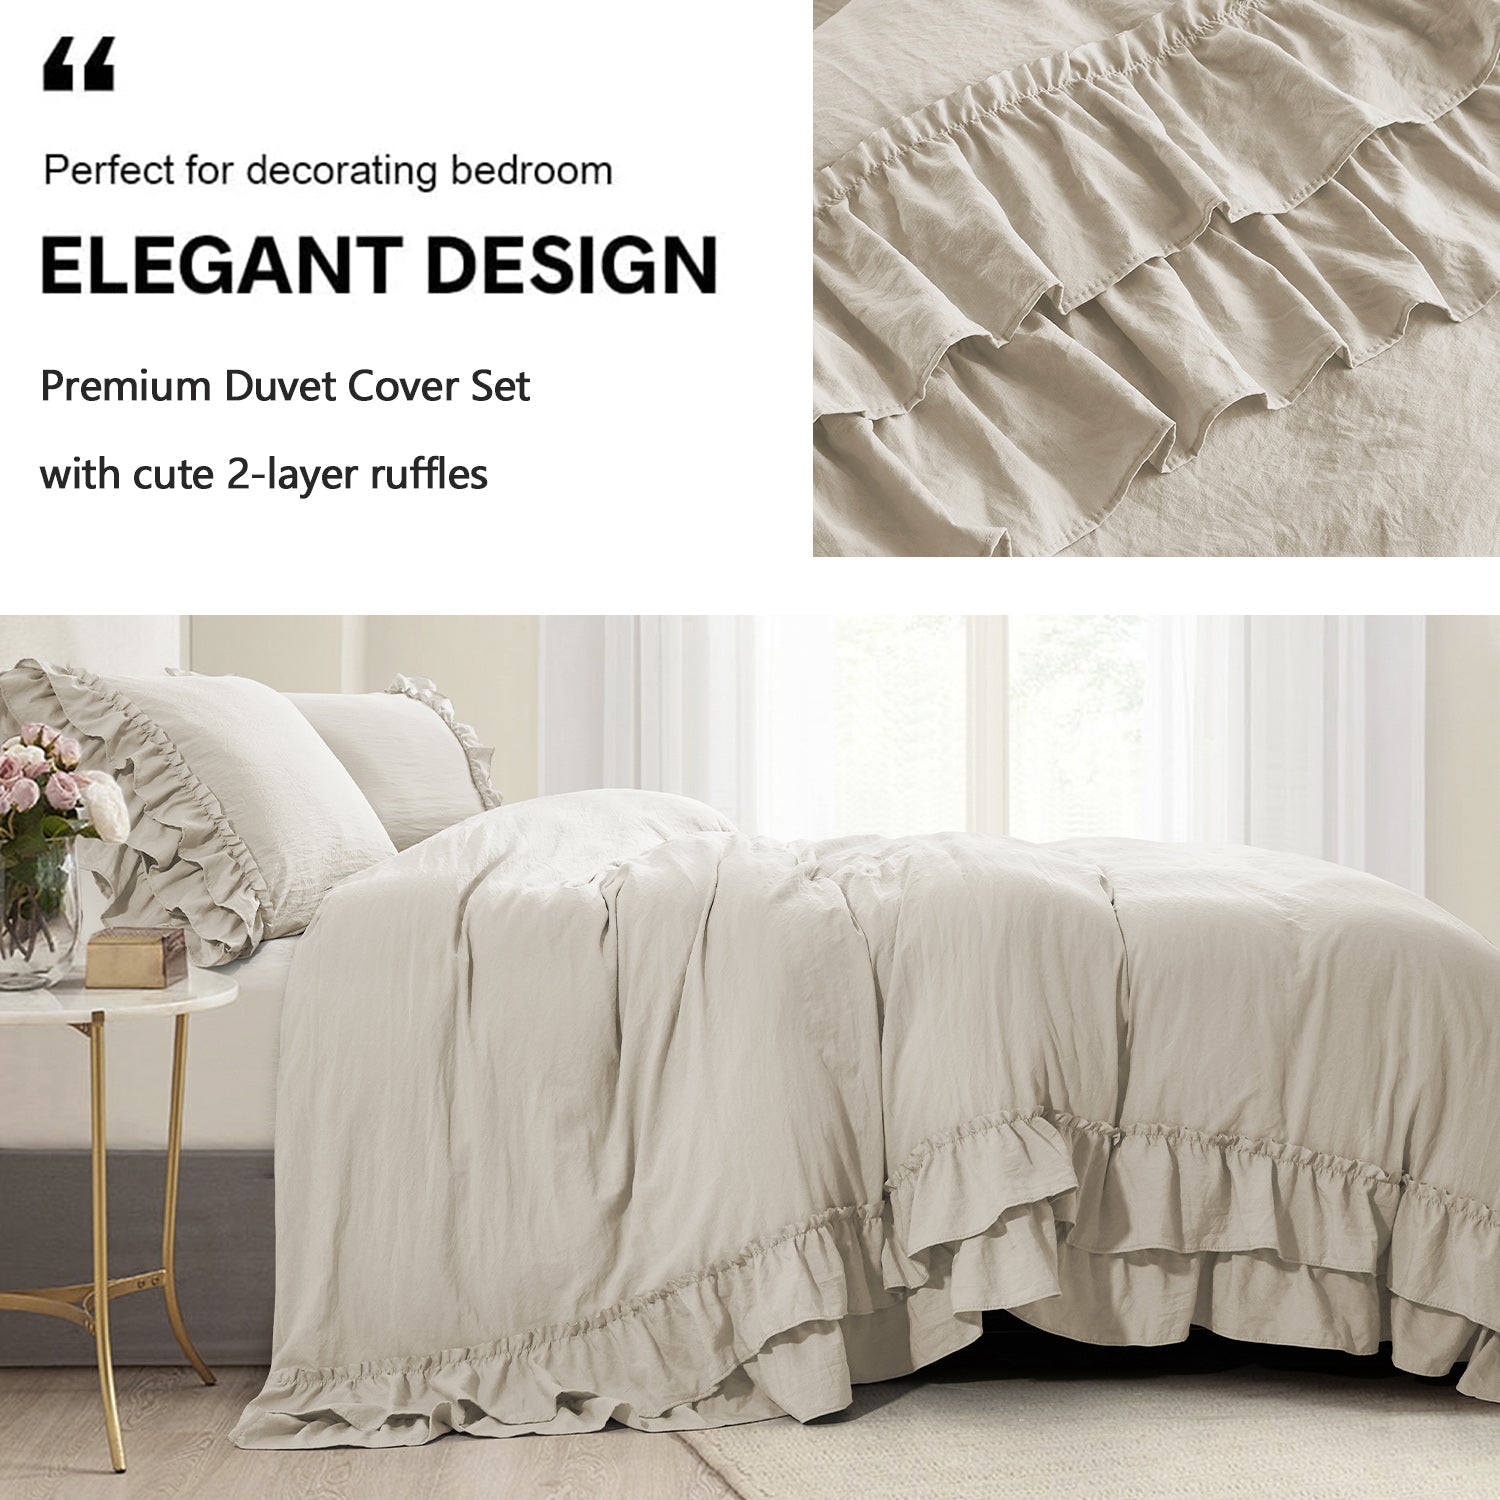 “
Perfect for decorating bedroom
ELEGANT DESIGN
Premium Duvet Cover Set
with cute 2-layer ruffles